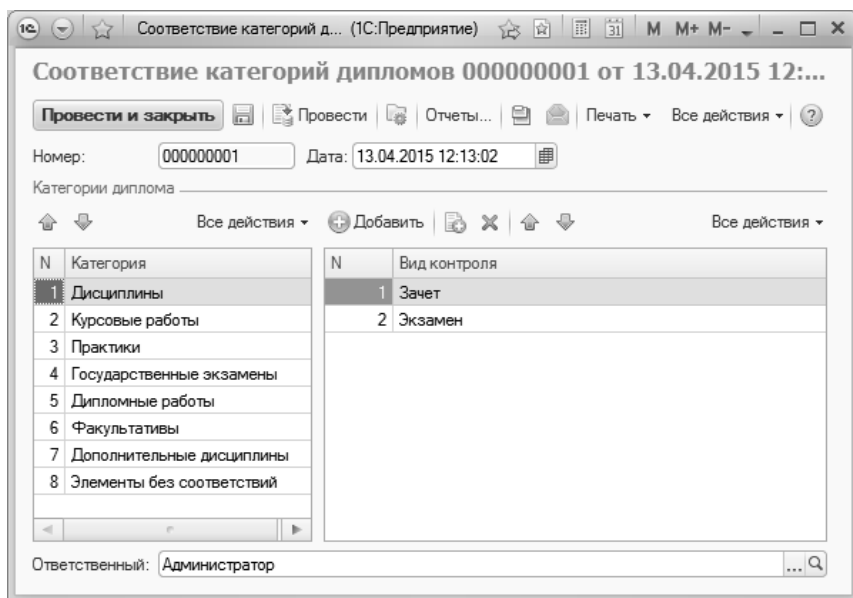 Соответствие категорий д... (1С:Предприятие) 31 M M+ M-
Соответствие категорий дипломов 000000001 от 13.04.2015 12:...
Провести и закрыть Провести Отчеты... Печать Все действия ?
Номер: 000000001 Дата: 13.04.2015 12:13:02
Категории диплома
Все действия Добавить Все действия
N Категория N Вид контроля
1 Дисциплины 1 Зачет
2 Курсовые работы 2 Экзамен
3 Практики
4 Государственные экзамены
5 Дипломные работы
6 Факультативы
7 Дополнительные дисциплины
8 Элементы без соответствий
Ответственный: Администратор ...